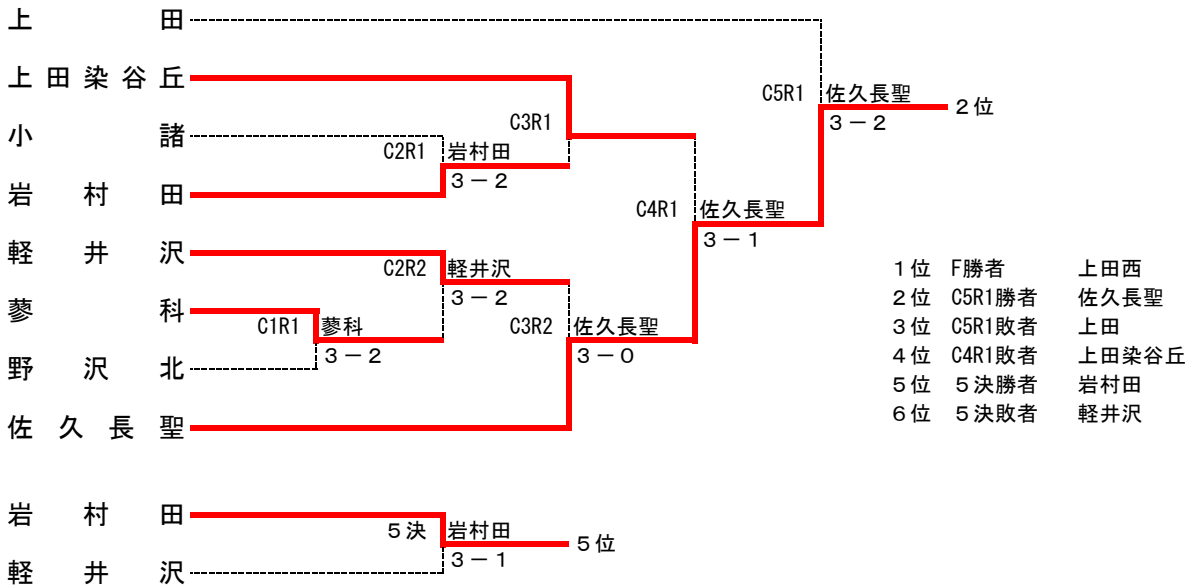 上田
上田染谷丘
小諸
岩村田
軽井沢
蓼科
野沢北
佐久長聖
岩村田
軽井沢
C1R1 蓼科
３－２
C2R1 岩村田
３－２
C2R2 軽井沢
３－２
C3R1
C3R2 佐久長聖
３－０
C4R1 佐久長聖
３－１
C5R1 佐久長聖
３－２
２位
５決 岩村田
３－１
５位
１位 F勝者 上田西
２位 C5R1勝者 佐久長聖
３位 C5R1敗者 上田
４位 C4R1敗者 上田染谷丘
５位 ５決勝者 岩村田
６位 ５決敗者 軽井沢